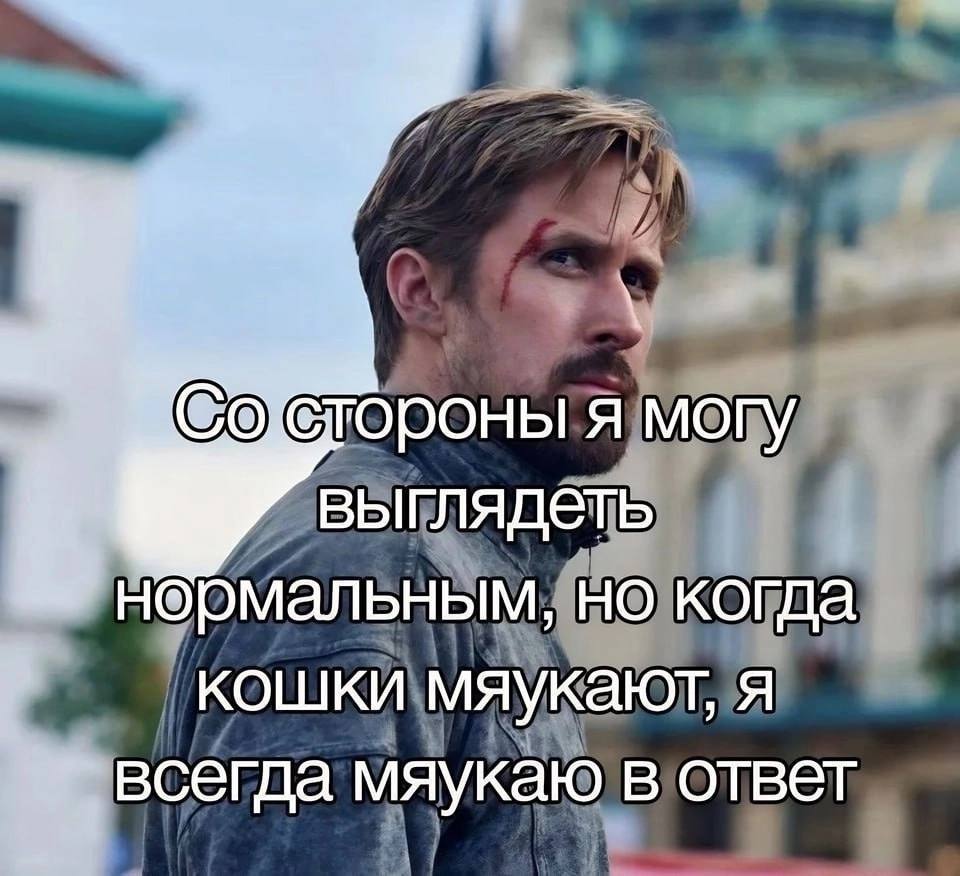 Со стороны я могу
выглядеть
нормальным, но когда
кошки мяукают, я
всегда мяукаю в ответ